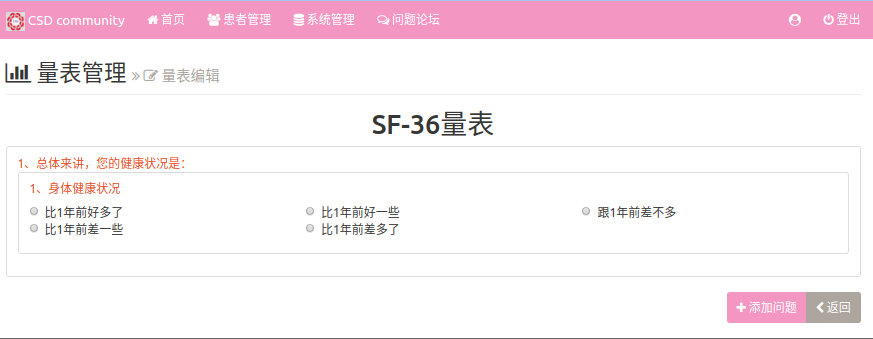 CSD community 首页 患者管理 系统管理 问题论坛 登出
量表管理 » 量表编辑
SF-36量表
1、总体来讲，您的健康状况是：
1、身体健康状况
比1年前好多了 比1年前好一些 跟1年前差不多
比1年前差一些 比1年前差多了
添加问题 返回